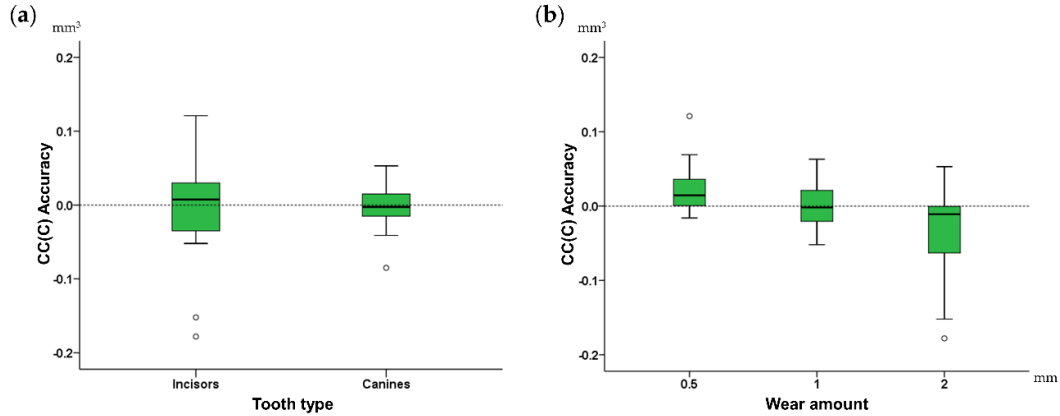 (a)
mm³
0.2
0.1
0.0
-0.1
-0.2
CC(C) Accuracy
Incisors Canines
Tooth type
(b)
mm³
0.2
0.1
0.0
-0.1
-0.2
CC(C) Accuracy
0.5 1 2 mm
Wear amount